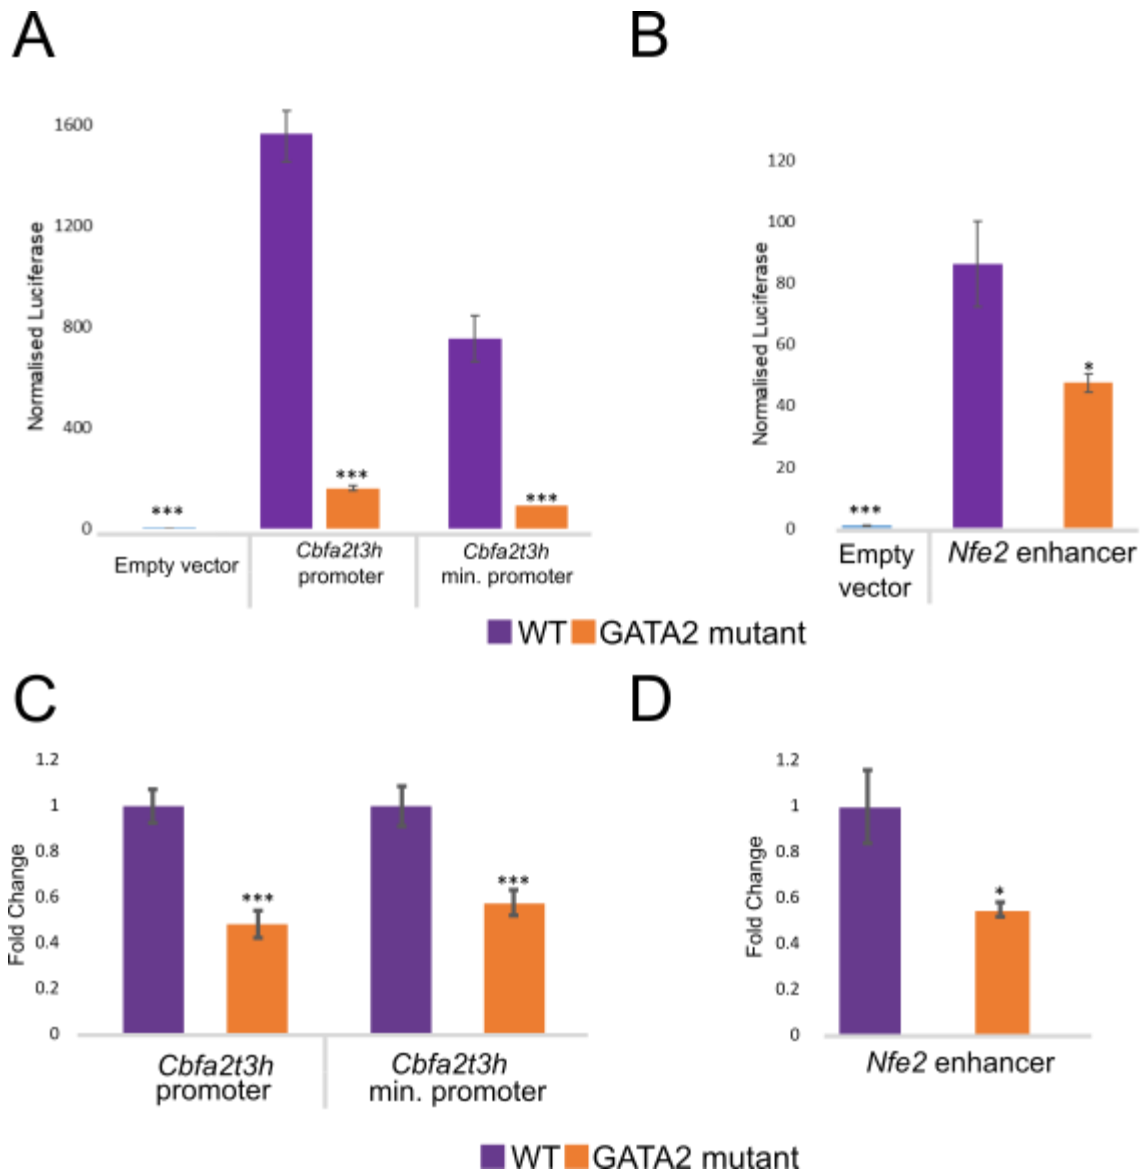 A
B
Normalised Luciferase
1600
1200
800
400
0
***
***
***
Empty vector
Cbfa2t3h
promoter
Cbfa2t3h
min. promoter
Normalised Luciferase
120
100
80
60
40
20
0
***
*
Empty
vector
Nfe2 enhancer
WT
GATA2 mutant
C
D
Fold Change
1.2
1
0.8
0.6
0.4
0.2
0
***
***
Cbfa2t3h
promoter
Cbfa2t3h
min. promoter
Fold Change
1.2
1
0.8
0.6
0.4
0.2
0
*
Nfe2 enhancer
WT
GATA2 mutant